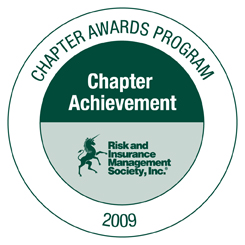 CHAPTER AWARDS PROGRAM
Chapter
Achievement
Risk and
Insurance
Management
Society, Inc.®
2009